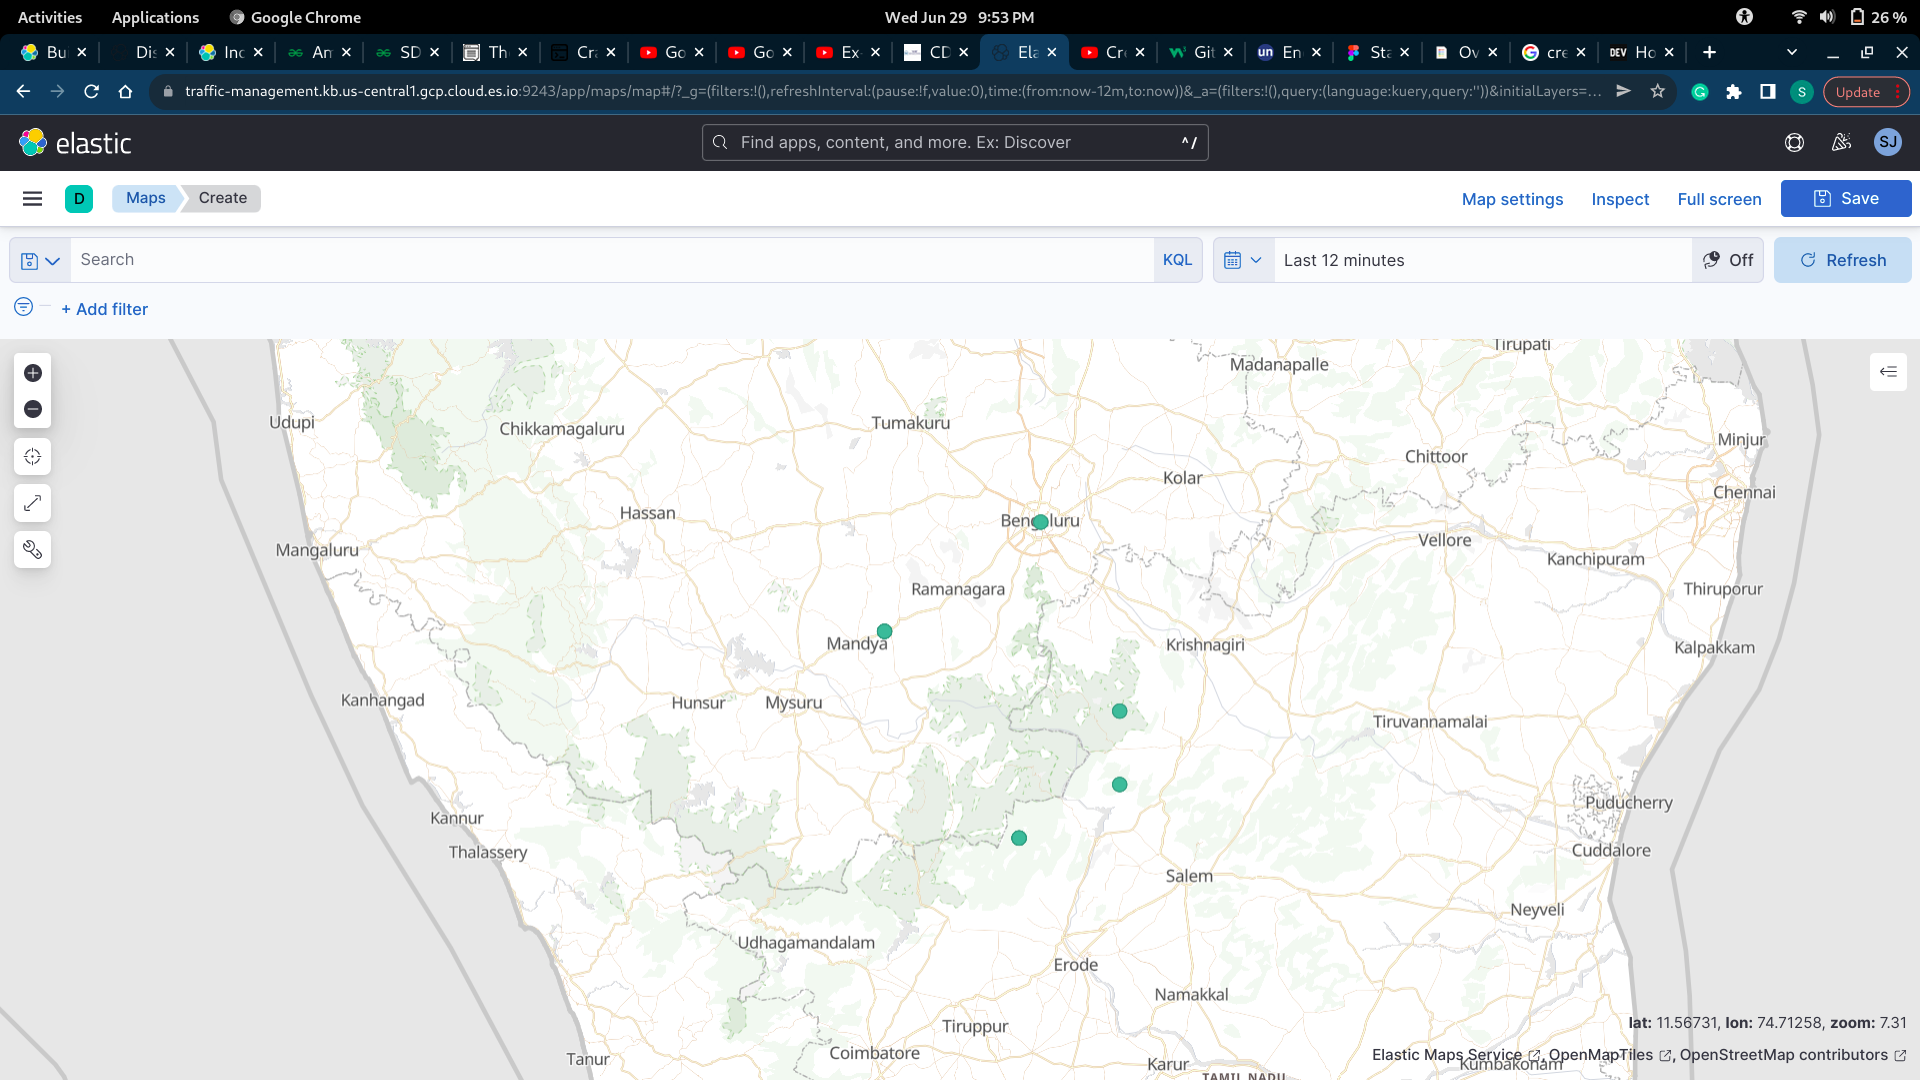 Activities Applications Google Chrome Wed Jun 29 9:53 PM 26 %
Bu Dis Inc An SD Th Cra Go Go Ex- CD Ela Cre Git un En Sta Ov cre DEV Ho
traffic-management.kb.us-central1.gcp.cloud.es.io:9243/app/maps/map#/?_g=(filters:!(),refreshInterval:(pause:!f,value:0),time:(from:now-12m,to:now))&_a=(filters:!(),query:(language:kuery,query:''))&initialLayers=... S Update
elastic Find apps, content, and more. Ex: Discover ^/ SJ
D Maps Create Map settings Inspect Full screen Save
Search KQL Last 12 minutes Off Refresh
+ Add filter
Tirupati
Madanapalle
Udupi Chikkamagaluru Tumakuru Minjur
Chittoor
Kolar Chennai
Hassan Bengaluru
Mangaluru Vellore Kanchipuram
Ramanagara Thiruporur
Mandya Krishnagiri Kalpakkam
Kanhangad Hunsur Mysuru
Tiruvannamalai
Puducherry
Kannur
Thalassery Cuddalore
Salem
Neyveli
Udhagamandalam
Erode
Namakkal
Tiruppur lat: 11.56731, lon: 74.71258, zoom: 7.31
Tanur Coimbatore Elastic Maps Service, OpenMapTiles, OpenStreetMap contributors
Karur Kumbakonam
TAMIL NADU